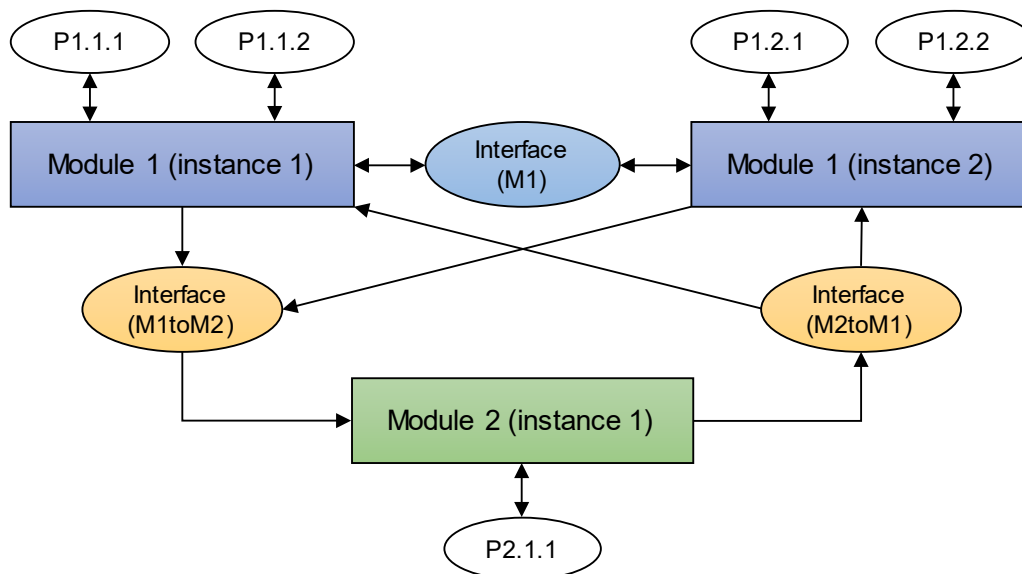 P1.1.1
P1.1.2
P1.2.1
P1.2.2
Module 1 (instance 1)
Interface
(M1)
Module 1 (instance 2)
Interface
(M1toM2)
Interface
(M2toM1)
Module 2 (instance 1)
P2.1.1